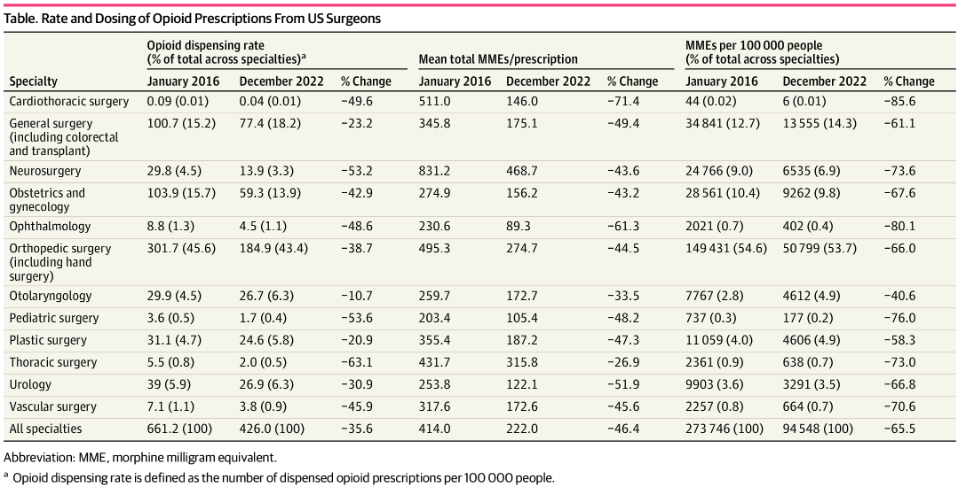 Table. Rate and Dosing of Opioid Prescriptions From US Surgeons
Opioid dispensing rate
(% of total across specialties)a
Mean total MMEs/prescription
MMEs per 100 000 people
(% of total across specialties)
Specialty January 2016 December 2022 % Change January 2016 December 2022 % Change January 2016 December 2022 % Change
Cardiothoracic surgery 0.09 (0.01) 0.04 (0.01) −49.6 511.0 146.0 −71.4 44 (0.02) 6 (0.01) −85.6
General surgery 100.7 (15.2) 77.4 (18.2) −23.2 345.8 175.1 −49.4 34 841 (12.7) 13 555 (14.3) −61.1
(including colorectal
and transplant)
Neurosurgery 29.8 (4.5) 13.9 (3.3) −53.2 831.2 468.7 −43.6 24 766 (9.0) 6535 (6.9) −73.6
Obstetrics and 103.9 (15.7) 59.3 (13.9) −42.9 274.9 156.2 −43.2 28 561 (10.4) 9262 (9.8) −67.6
gynecology
Ophthalmology 8.8 (1.3) 4.5 (1.1) −48.6 230.6 89.3 −61.3 2021 (0.7) 402 (0.4) −80.1
Orthopedic surgery 301.7 (45.6) 184.9 (43.4) −38.7 495.3 274.7 −44.5 149 431 (54.6) 50 799 (53.7) −66.0
(including hand
surgery)
Otolaryngology 29.9 (4.5) 26.7 (6.3) −10.7 259.7 172.7 −33.5 7767 (2.8) 4612 (4.9) −40.6
Pediatric surgery 3.6 (0.5) 1.7 (0.4) −53.6 203.4 105.4 −48.2 737 (0.3) 177 (0.2) −76.0
Plastic surgery 31.1 (4.7) 24.6 (5.8) −20.9 355.4 187.2 −47.3 11 059 (4.0) 4606 (4.9) −58.3
Thoracic surgery 5.5 (0.8) 2.0 (0.5) −63.1 431.7 315.8 −26.9 2361 (0.9) 638 (0.7) −73.0
Urology 39 (5.9) 26.9 (6.3) −30.9 253.8 122.1 −51.9 9903 (3.6) 3291 (3.5) −66.8
Vascular surgery 7.1 (1.1) 3.8 (0.9) −45.9 317.6 172.6 −45.6 2257 (0.8) 664 (0.7) −70.6
All specialties 661.2 (100) 426.0 (100) −35.6 414.0 222.0 −46.4 273 746 (100) 94 548 (100) −65.5
Abbreviation: MME, morphine milligram equivalent.
a Opioid dispensing rate is defined as the number of dispensed opioid prescriptions per 100 000 people.